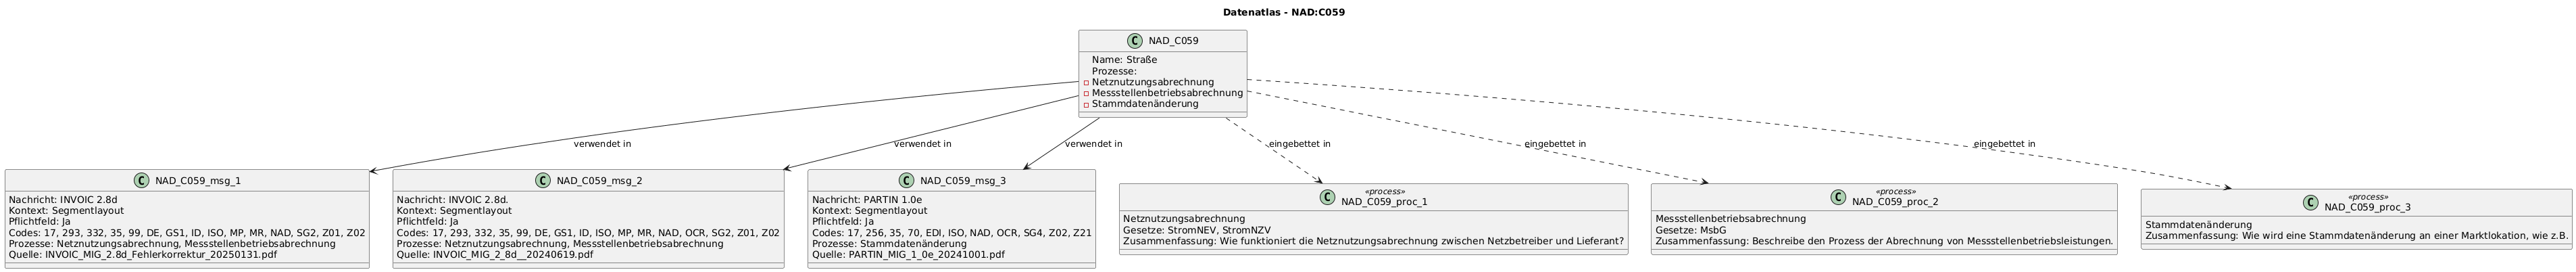 Datenatlas - NAD:C059
C NAD_C059
Name: Straße
Prozesse:
Netznutzungsabrechnung
Messstellenbetriebsabrechnung
Stammdatenänderung
verwendet in
verwendet in
verwendet in
eingebettet in
eingebettet in
eingebettet in
C NAD_C059_msg_1
Nachricht: INVOIC 2.8d
Kontext: Segmentlayout
Pflichtfeld: Ja
Codes: 17, 293, 332, 35, 99, DE, GS1, ID, ISO, MP, MR, NAD, SG2, Z01, Z02
Prozesse: Netznutzungsabrechnung, Messstellenbetriebsabrechnung
Quelle: INVOIC_MIG_2.8d_Fehlerkorrektur_20250131.pdf
C NAD_C059_msg_2
Nachricht: INVOIC 2.8d.
Kontext: Segmentlayout
Pflichtfeld: Ja
Codes: 17, 293, 332, 35, 99, DE, GS1, ID, ISO, MP, MR, NAD, OCR, SG2, Z01, Z02
Prozesse: Netznutzungsabrechnung, Messstellenbetriebsabrechnung
Quelle: INVOIC_MIG_2_8d__20240619.pdf
C NAD_C059_msg_3
Nachricht: PARTIN 1.0e
Kontext: Segmentlayout
Pflichtfeld: Ja
Codes: 17, 256, 35, 70, EDI, ISO, NAD, OCR, SG4, Z02, Z21
Prozesse: Stammdatenänderung
Quelle: PARTIN_MIG_1_0e_20241001.pdf
«process»
C NAD_C059_proc_1
Netznutzungsabrechnung
Gesetze: StromNEV, StromNZV
Zusammenfassung: Wie funktioniert die Netznutzungsabrechnung zwischen Netzbetreiber und Lieferant?
«process»
C NAD_C059_proc_2
Messstellenbetriebsabrechnung
Gesetze: MsbG
Zusammenfassung: Beschreibe den Prozess der Abrechnung von Messstellenbetriebsleistungen.
«process»
C NAD_C059_proc_3
Stammdatenänderung
Zusammenfassung: Wie wird eine Stammdatenänderung an einer Marktlokation, wie z.B.